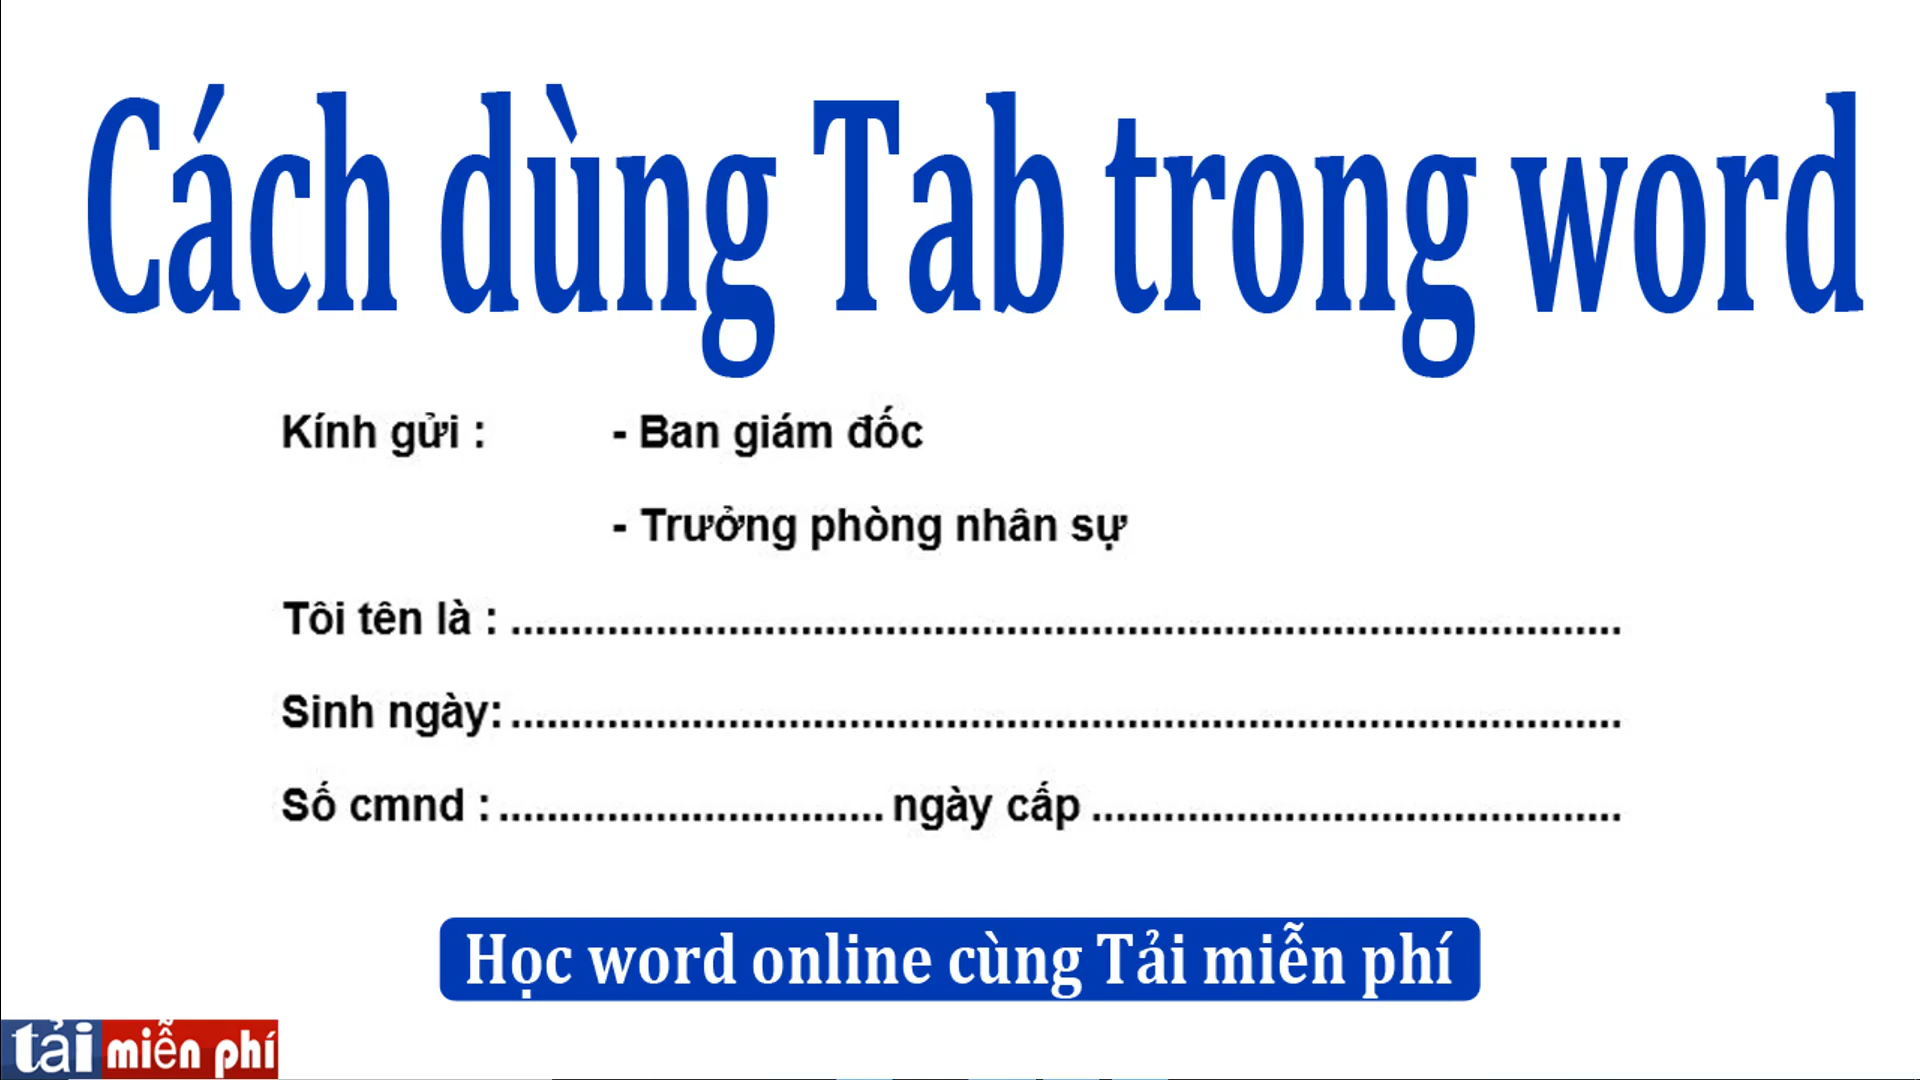 Cách dùng Tab trong word
Kính gửi : - Ban giám đốc
- Trưởng phòng nhân sự
Tôi tên là : .............................................................................................
Sinh ngày: .............................................................................................
Số cmnd : ................................ ngày cấp ............................................
Học word online cùng Tải miễn phí
tải miễn phí